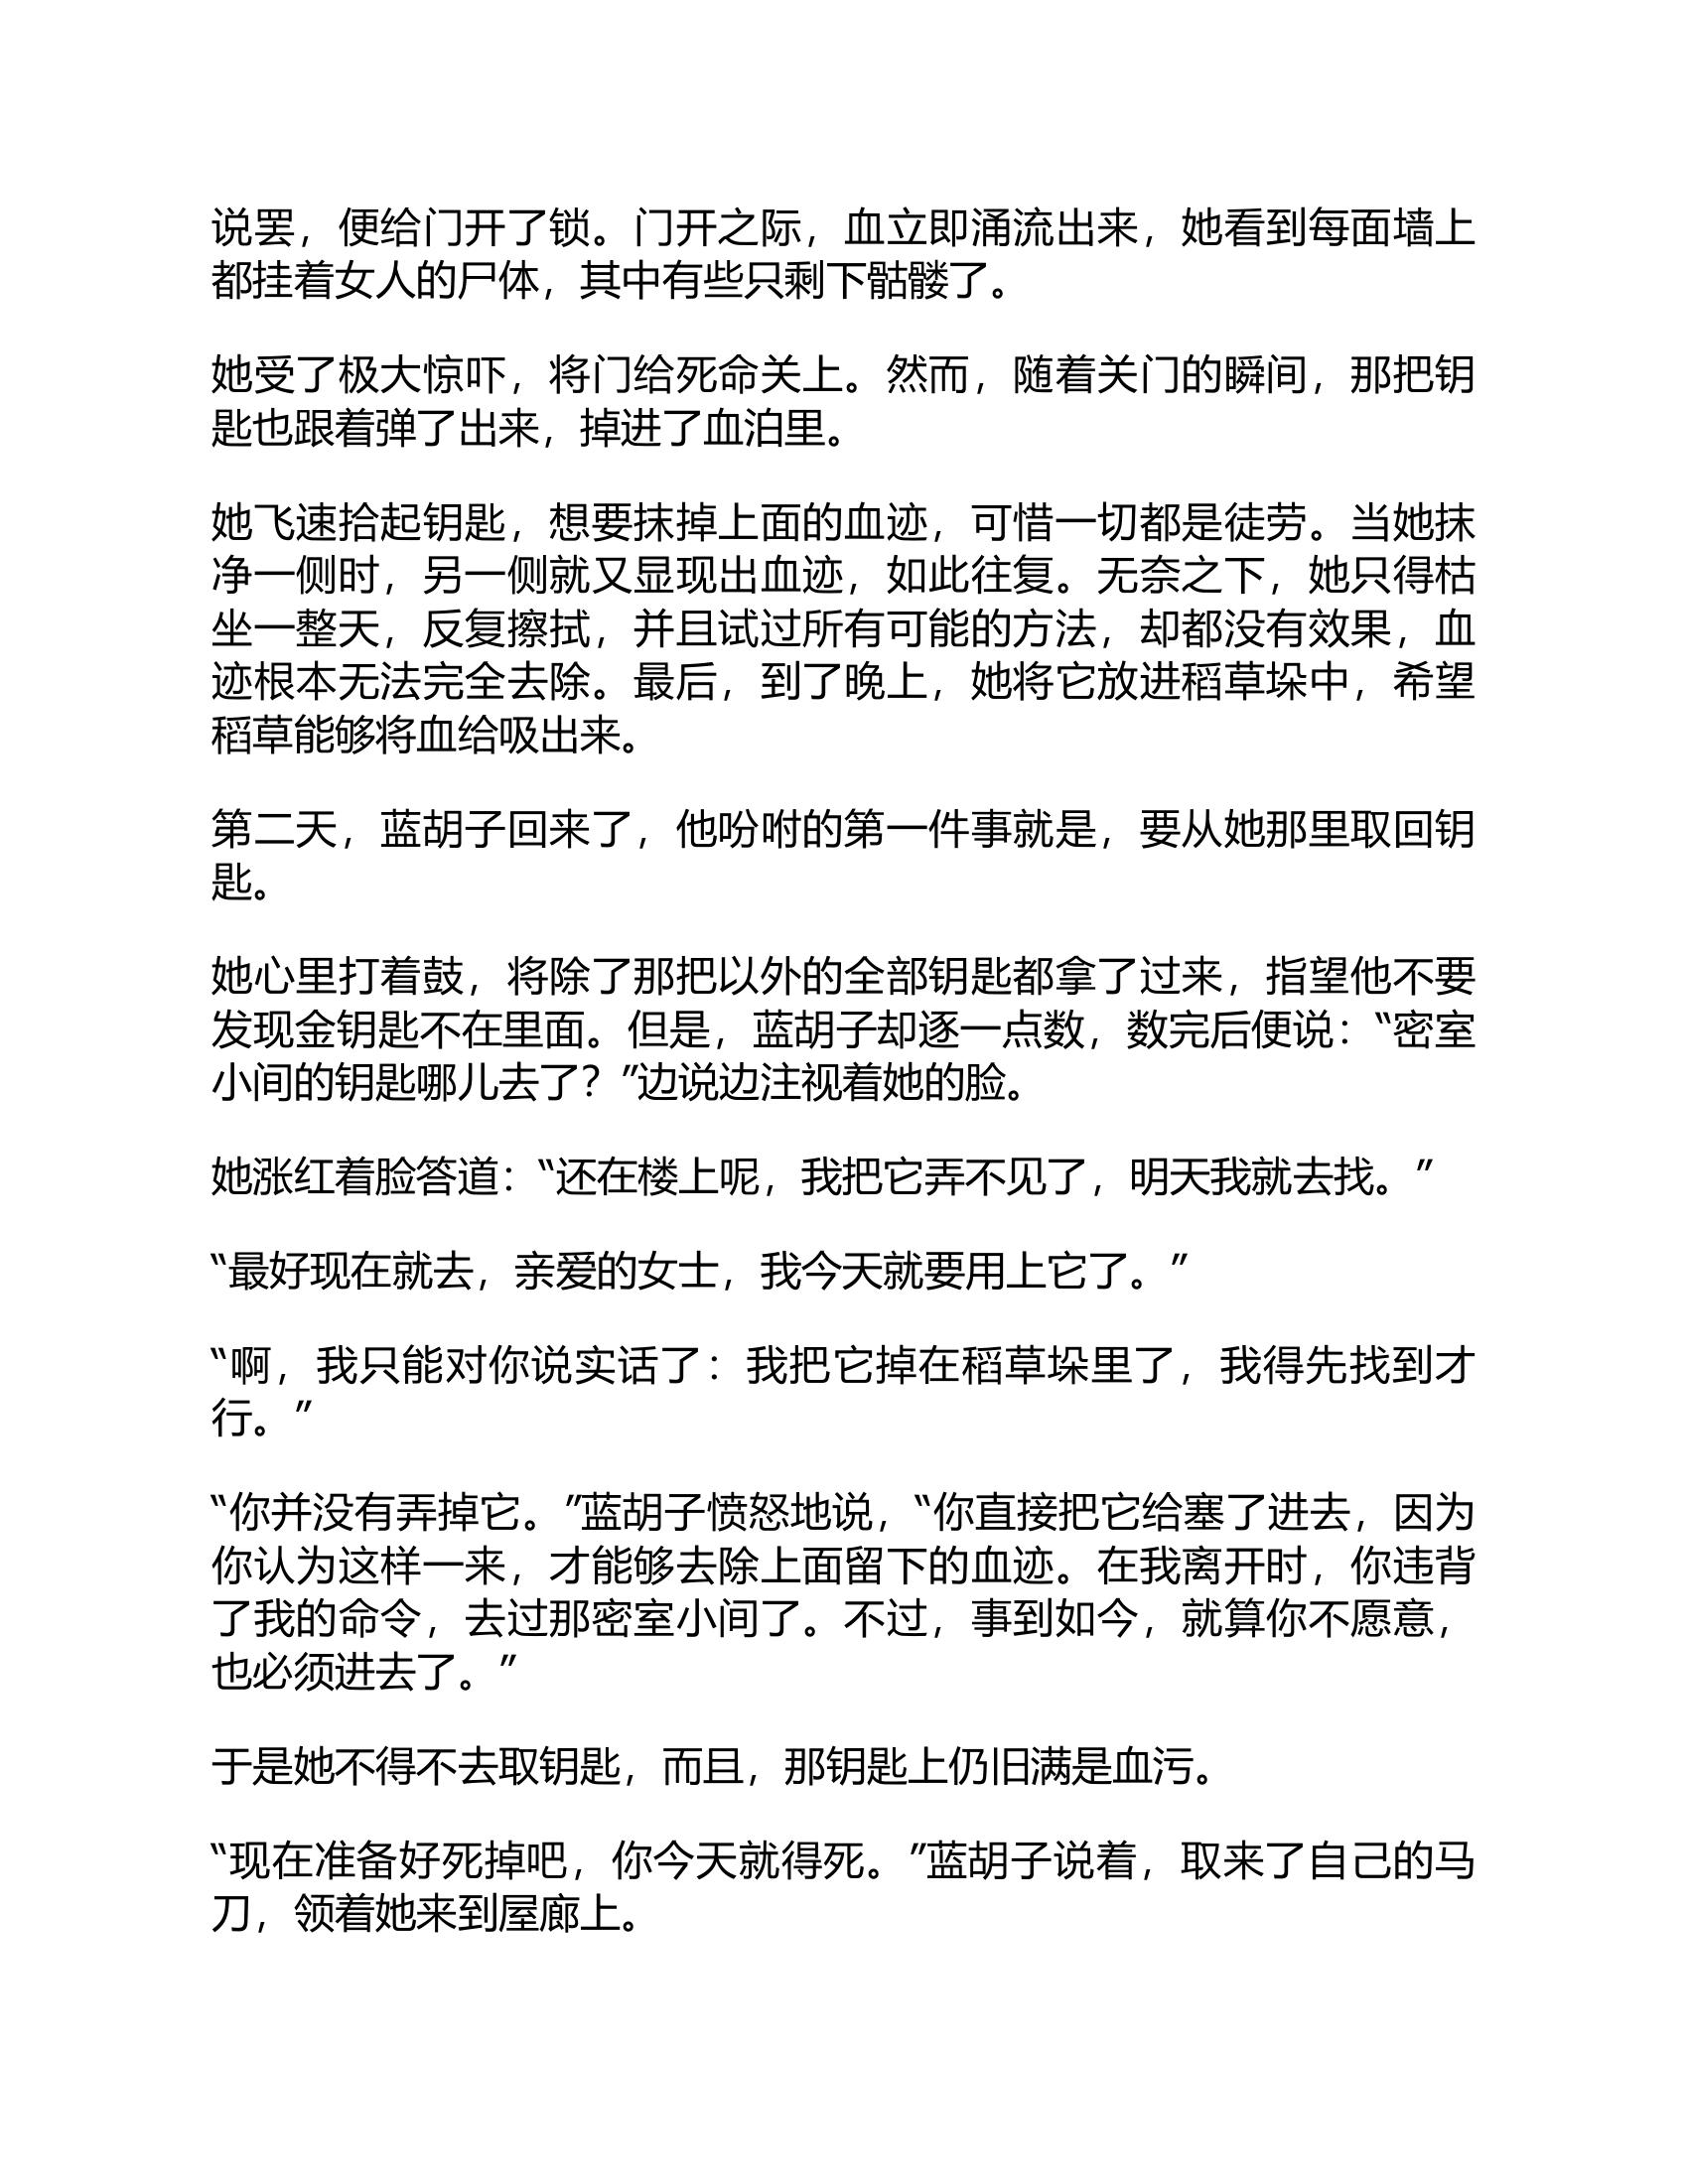 说罢，便给门开了锁。门开之际，血立即涌流出来，她看到每面墙上
都挂着女人的尸体，其中有些只剩下骷髅了。
她受了极大惊吓，将门给死命关上。然而，随着关门的瞬间，那把钥
匙也跟着弹了出来，掉进了血泊里。
她飞速拾起钥匙，想要抹掉上面的血迹，可惜一切都是徒劳。当她抹
净一侧时，另一侧就又显现出血迹，如此往复。无奈之下，她只得枯
坐一整天，反复擦拭，并且试过所有可能的方法，却都没有效果，血
迹根本无法完全去除。最后，到了晚上，她将它放进稻草垛中，希望
稻草能够将血给吸出来。
第二天，蓝胡子回来了，他吩咐的第一件事就是，要从她那里取回钥
匙。
她心里打着鼓，将除了那把以外的全部钥匙都拿了过来，指望他不要
发现金钥匙不在里面。但是，蓝胡子却逐一点数，数完后便说：“密室
小间的钥匙哪儿去了？”边说边注视着她的脸。
她涨红着脸答道：“还在楼上呢，我把它弄不见了，明天我就去找。”
“最好现在就去，亲爱的女士，我今天就要用上它了。”
“啊，我只能对你说实话了：我把它掉在稻草垛里了，我得先找到才
行。”
“你并没有弄掉它。”蓝胡子愤怒地说，“你直接把它给塞了进去，因为
你认为这样一来，才能够去除上面留下的血迹。在我离开时，你违背
了我的命令，去过那密室小间了。不过，事到如今，就算你不愿意，
也必须进去了。”
于是她不得不去取钥匙，而且，那钥匙上仍旧满是血污。
“现在准备好死掉吧，你今天就得死。”蓝胡子说着，取来了自己的马
刀，领着她来到屋廊上。